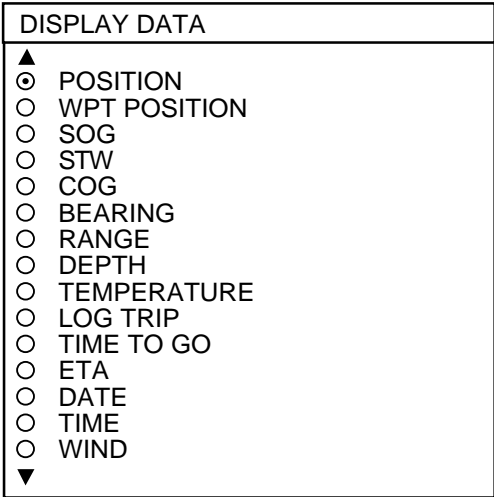 DISPLAY DATA
POSITION
WPT POSITION
SOG
STW
COG
BEARING
RANGE
DEPTH
TEMPERATURE
LOG TRIP
TIME TO GO
ETA
DATE
TIME
WIND